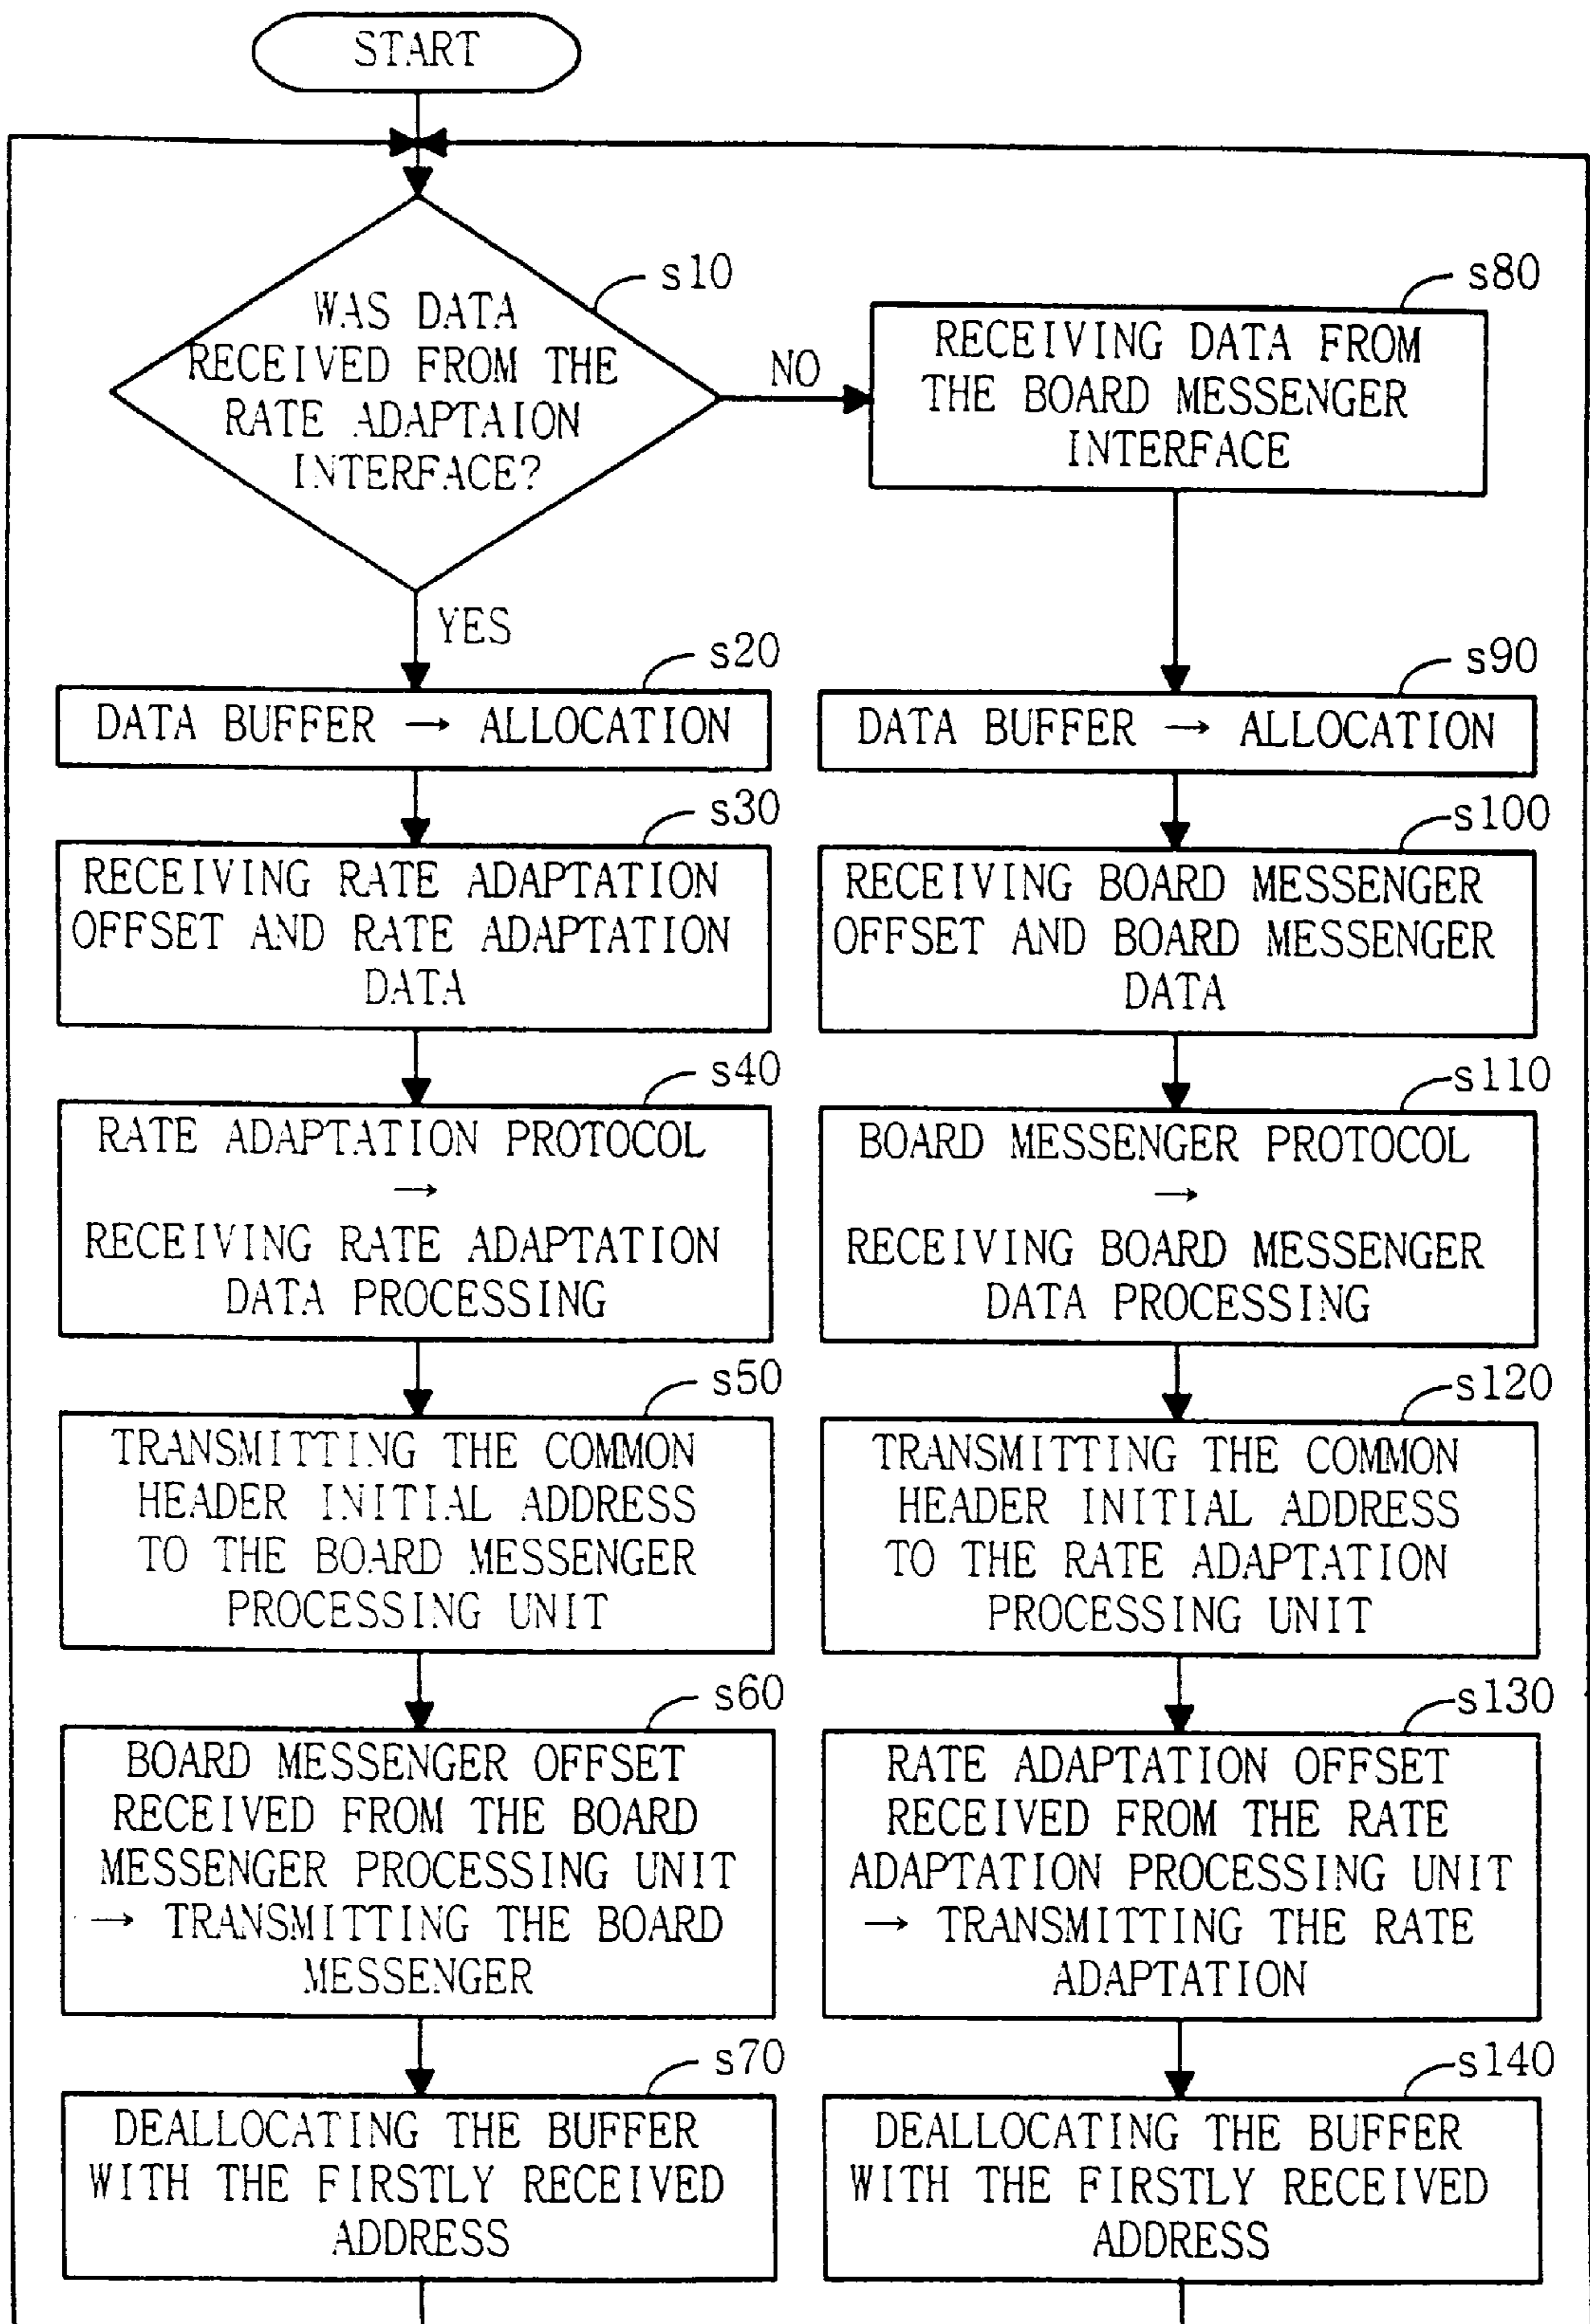 START
s10
WAS DATA
RECEIVED FROM THE
RATE ADAPTAION
INTERFACE?
NO
YES
s20
DATA BUFFER → ALLOCATION
s30
RECEIVING RATE ADAPTATION
OFFSET AND RATE ADAPTATION
DATA
s40
RATE ADAPTATION PROTOCOL
→
RECEIVING RATE ADAPTATION
DATA PROCESSING
s50
TRANSMITTING THE COMMON
HEADER INITIAL ADDRESS
TO THE BOARD MESSENGER
PROCESSING UNIT
s60
BOARD MESSENGER OFFSET
RECEIVED FROM THE BOARD
MESSENGER PROCESSING UNIT
→ TRANSMITTING THE BOARD
MESSENGER
s70
DEALLOCATING THE BUFFER
WITH THE FIRSTLY RECEIVED
ADDRESS
s80
RECEIVING DATA FROM
THE BOARD MESSENGER
INTERFACE
s90
DATA BUFFER → ALLOCATION
s100
RECEIVING BOARD MESSENGER
OFFSET AND BOARD MESSENGER
DATA
s110
BOARD MESSENGER PROTOCOL
→
RECEIVING BOARD MESSENGER
DATA PROCESSING
s120
TRANSMITTING THE COMMON
HEADER INITIAL ADDRESS
TO THE RATE ADAPTATION
PROCESSING UNIT
s130
RATE ADAPTATION OFFSET
RECEIVED FROM THE RATE
ADAPTATION PROCESSING UNIT
→ TRANSMITTING THE RATE
ADAPTATION
s140
DEALLOCATING THE BUFFER
WITH THE FIRSTLY RECEIVED
ADDRESS